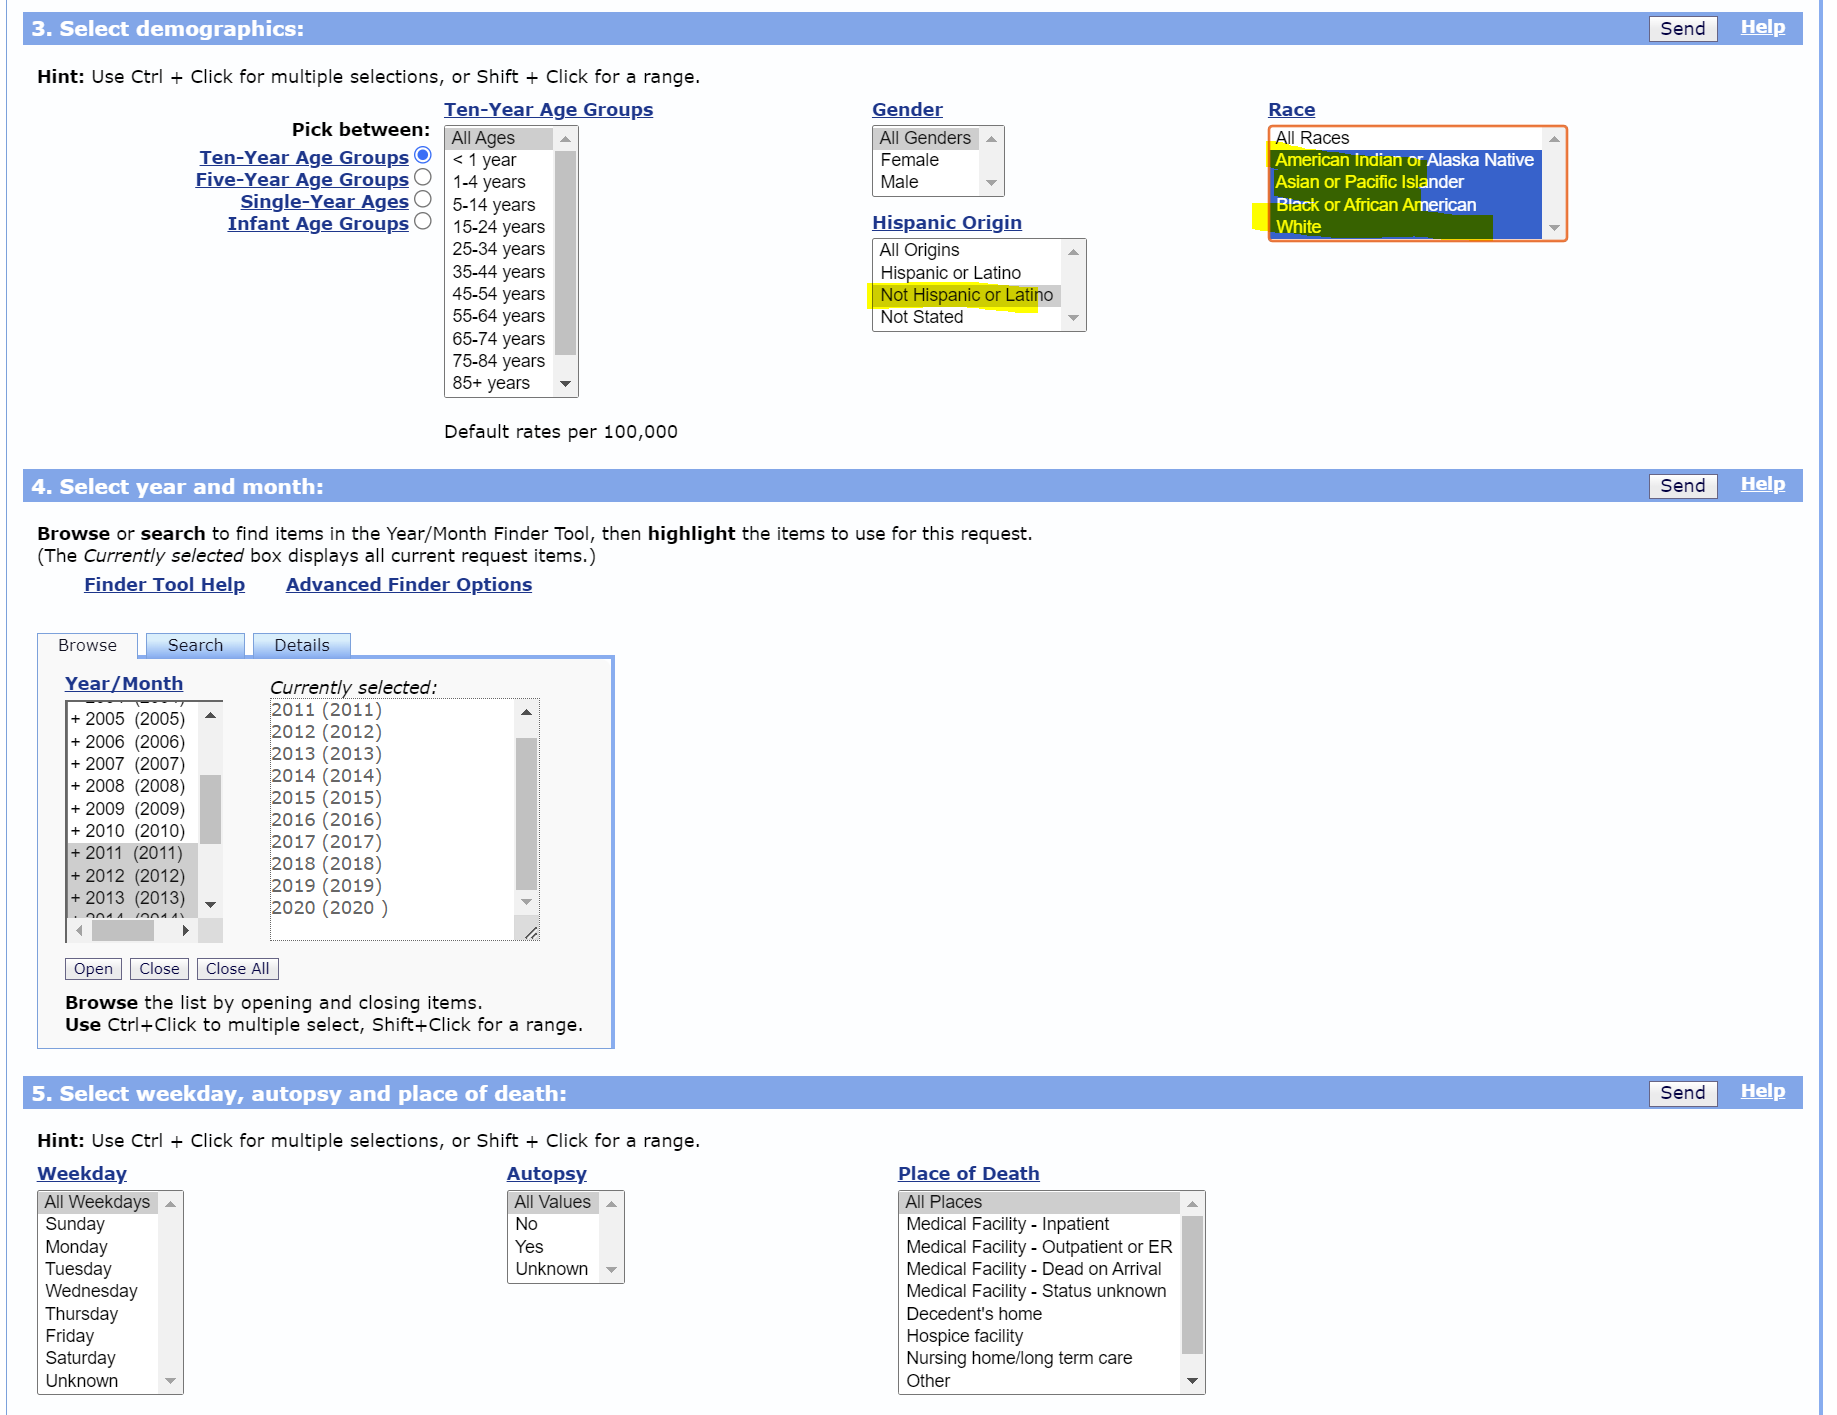 3. Select demographics:
Send
Help
Hint: Use Ctrl + Click for multiple selections, or Shift + Click for a range.
Pick between:
Ten-Year Age Groups
Five-Year Age Groups
Single-Year Ages
Infant Age Groups
Ten-Year Age Groups
All Ages
< 1 year
1-4 years
5-14 years
15-24 years
25-34 years
35-44 years
45-54 years
55-64 years
65-74 years
75-84 years
85+ years
Default rates per 100,000
Gender
All Genders
Female
Male
Hispanic Origin
All Origins
Hispanic or Latino
Not Hispanic or Latino
Not Stated
Race
All Races
American Indian or Alaska Native
Asian or Pacific Islander
Black or African American
White
4. Select year and month:
Send
Help
Browse or search to find items in the Year/Month Finder Tool, then highlight the items to use for this request.
(The Currently selected box displays all current request items.)
Finder Tool Help
Advanced Finder Options
Browse
Search
Details
Year/Month
+ 2005 (2005)
+ 2006 (2006)
+ 2007 (2007)
+ 2008 (2008)
+ 2009 (2009)
+ 2010 (2010)
+ 2011 (2011)
+ 2012 (2012)
+ 2013 (2013)
+ 2014 (2014)
Currently selected:
2011 (2011)
2012 (2012)
2013 (2013)
2014 (2014)
2015 (2015)
2016 (2016)
2017 (2017)
2018 (2018)
2019 (2019)
2020 (2020 )
Open
Close
Close All
Browse the list by opening and closing items.
Use Ctrl+Click to multiple select, Shift+Click for a range.
5. Select weekday, autopsy and place of death:
Send
Help
Hint: Use Ctrl + Click for multiple selections, or Shift + Click for a range.
Weekday
All Weekdays
Sunday
Monday
Tuesday
Wednesday
Thursday
Friday
Saturday
Unknown
Autopsy
All Values
No
Yes
Unknown
Place of Death
All Places
Medical Facility - Inpatient
Medical Facility - Outpatient or ER
Medical Facility - Dead on Arrival
Medical Facility - Status unknown
Decedent's home
Hospice facility
Nursing home/long term care
Other